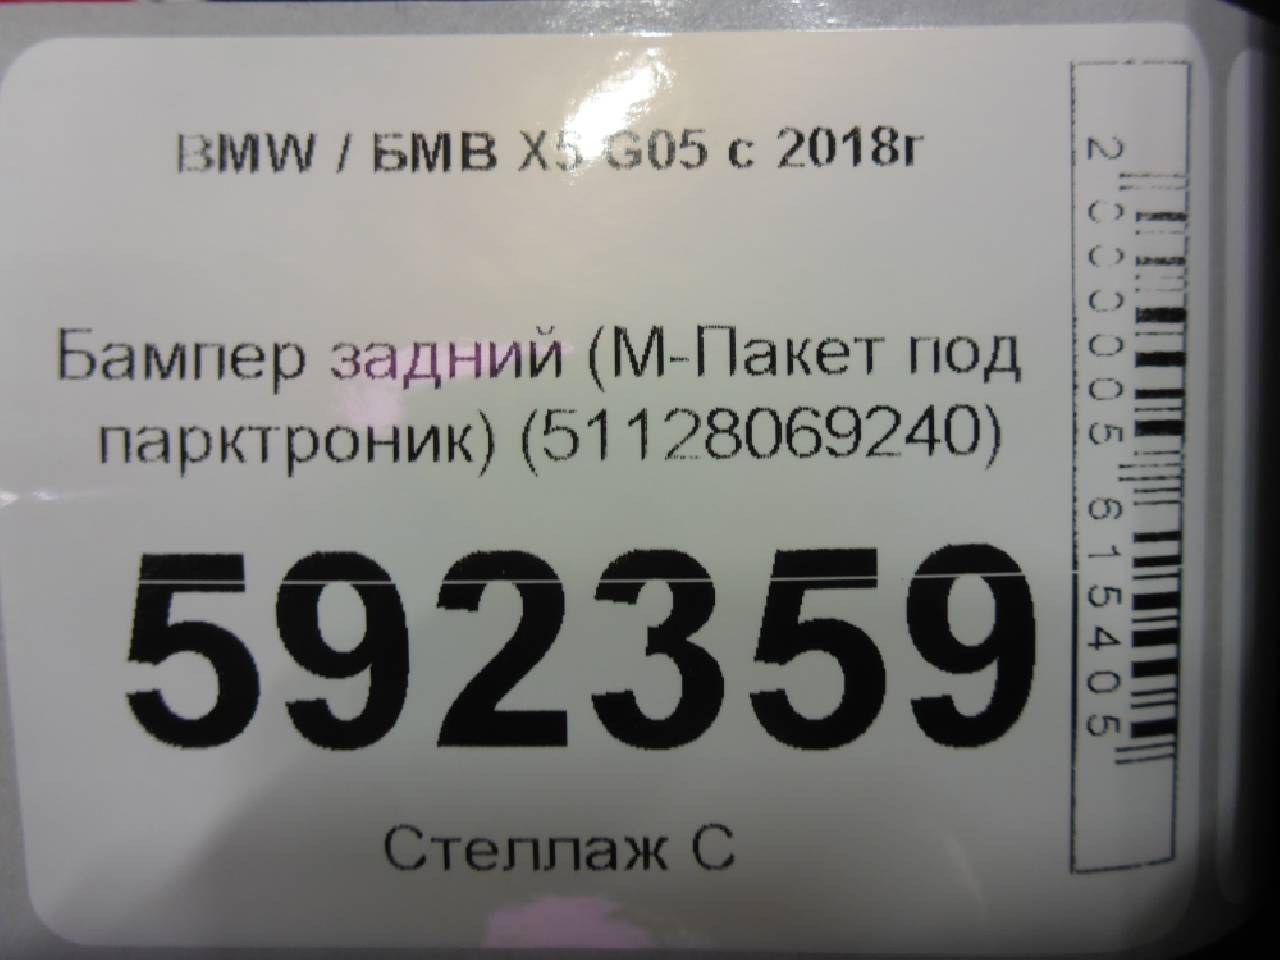 BMW / БМВ X5 G05 с 2018г
Бампер задний (М-Пакет под
парктроник) (51128069240)
592359
Стеллаж С
2000005615405